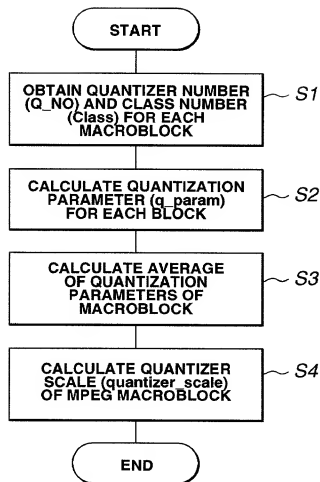 START
OBTAIN QUANTIZER NUMBER
(Q_NO) AND CLASS NUMBER
(Class) FOR EACH
MACROBLOCK
S1
CALCULATE QUANTIZATION
PARAMETER (q_param)
FOR EACH BLOCK
S2
CALCULATE AVERAGE
OF QUANTIZATION
PARAMETERS OF
MACROBLOCK
S3
CALCULATE QUANTIZER
SCALE (quantizer_scale)
OF MPEG MACROBLOCK
S4
END